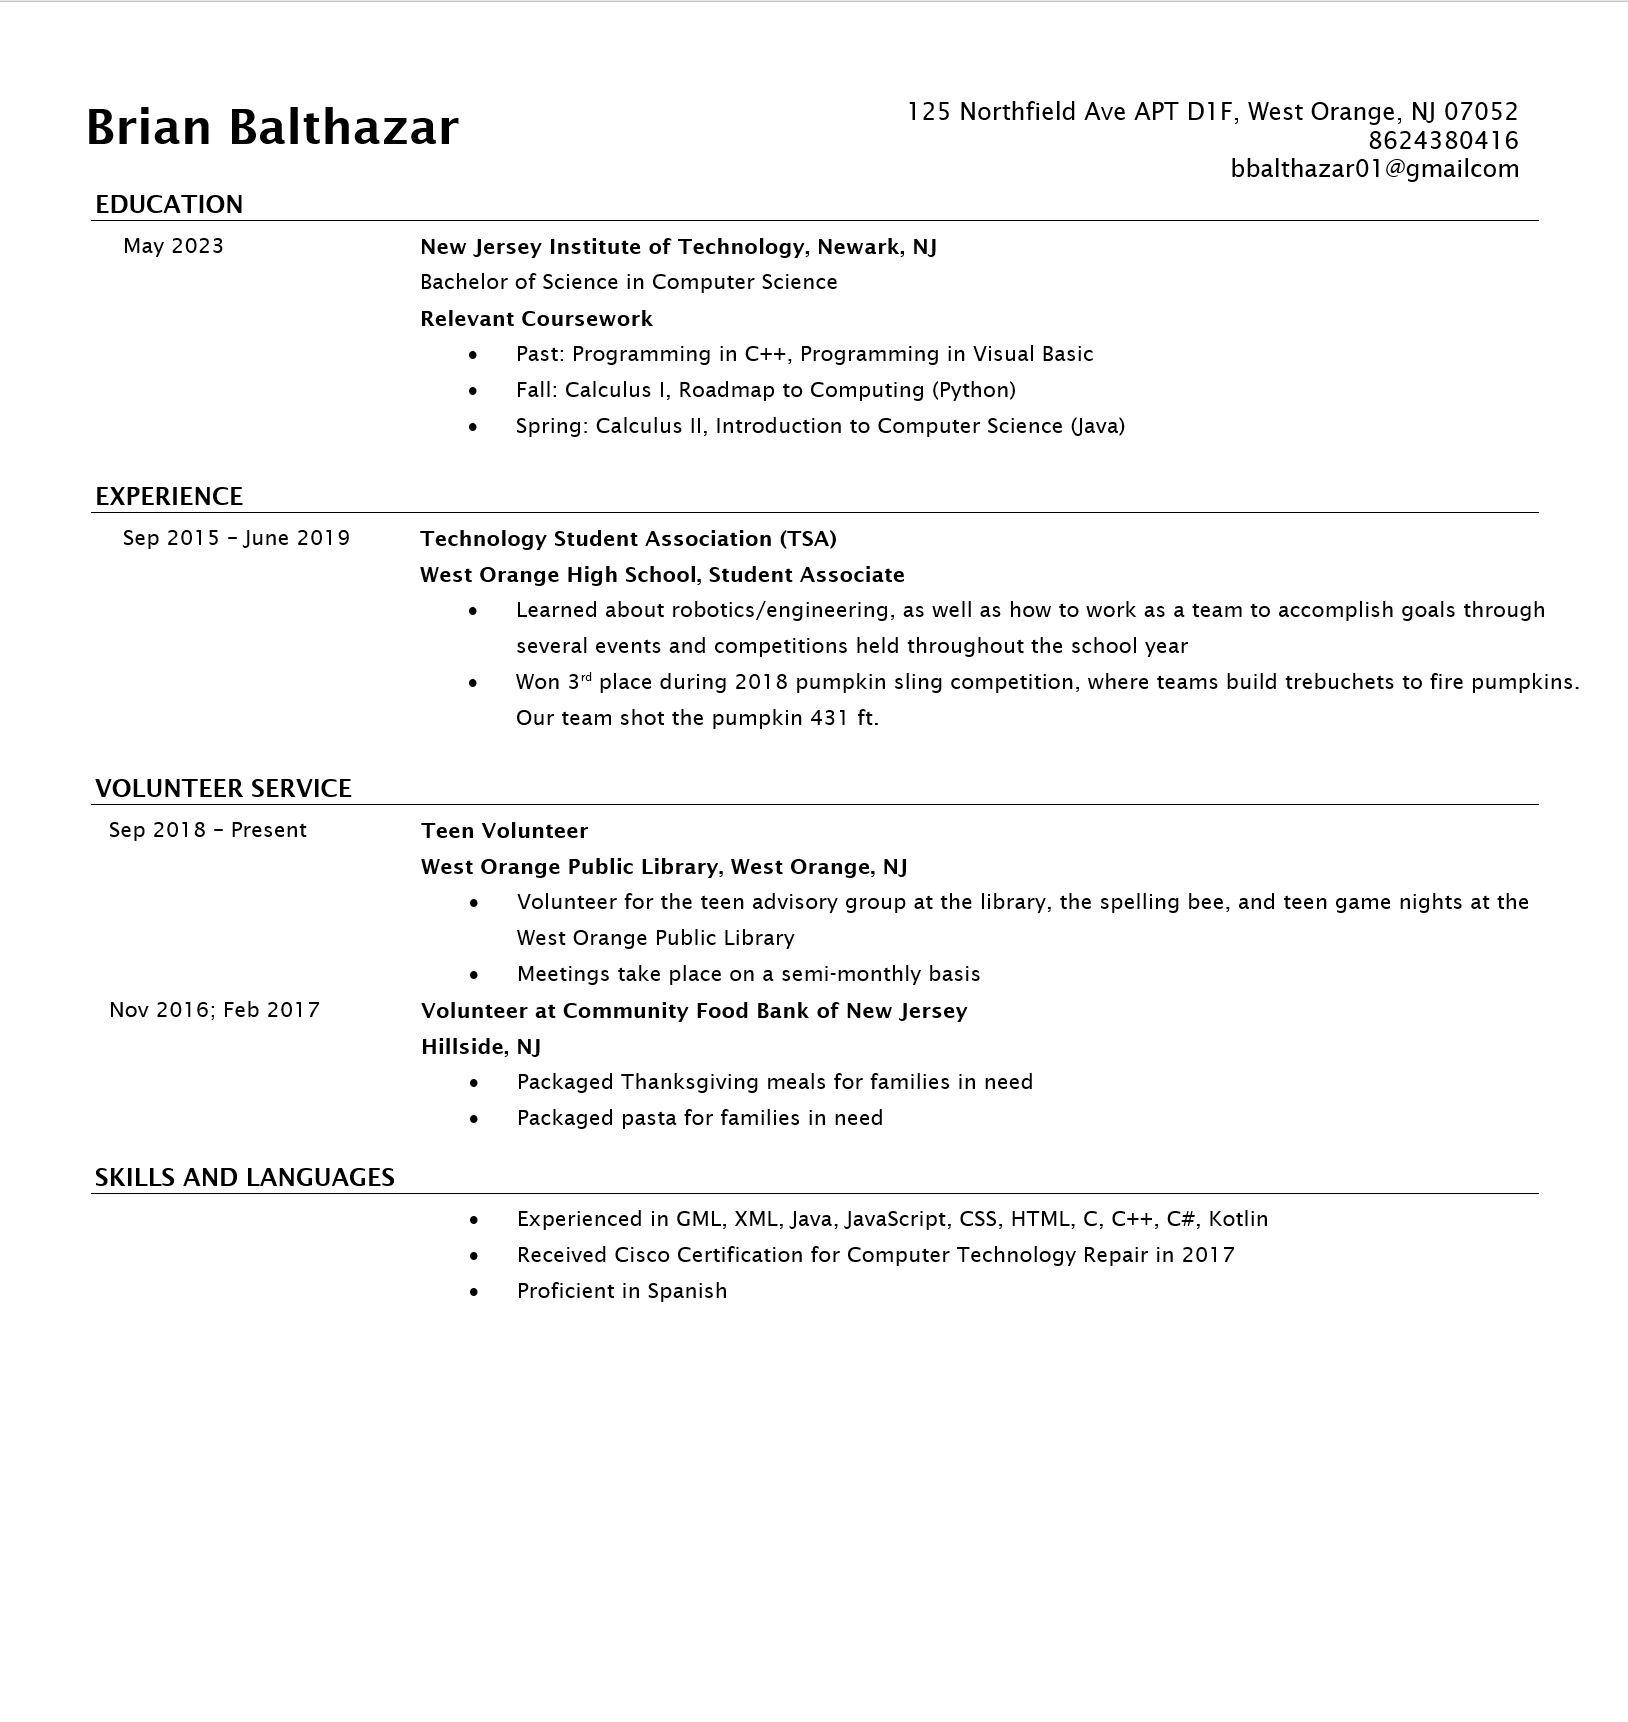 Brian Balthazar
125 Northfield Ave APT D1F, West Orange, NJ 07052
8624380416
bbalthazar01@gmailcom
EDUCATION
May 2023
New Jersey Institute of Technology, Newark, NJ
Bachelor of Science in Computer Science
Relevant Coursework
• Past: Programming in C++, Programming in Visual Basic
• Fall: Calculus I, Roadmap to Computing (Python)
• Spring: Calculus II, Introduction to Computer Science (Java)
EXPERIENCE
Sep 2015 – June 2019
Technology Student Association (TSA)
West Orange High School, Student Associate
• Learned about robotics/engineering, as well as how to work as a team to accomplish goals through
several events and competitions held throughout the school year
• Won 3rd place during 2018 pumpkin sling competition, where teams build trebuchets to fire pumpkins.
Our team shot the pumpkin 431 ft.
VOLUNTEER SERVICE
Sep 2018 – Present
Teen Volunteer
West Orange Public Library, West Orange, NJ
• Volunteer for the teen advisory group at the library, the spelling bee, and teen game nights at the
West Orange Public Library
• Meetings take place on a semi-monthly basis
Nov 2016; Feb 2017
Volunteer at Community Food Bank of New Jersey
Hillside, NJ
• Packaged Thanksgiving meals for families in need
• Packaged pasta for families in need
SKILLS AND LANGUAGES
• Experienced in GML, XML, Java, JavaScript, CSS, HTML, C, C++, C#, Kotlin
• Received Cisco Certification for Computer Technology Repair in 2017
• Proficient in Spanish